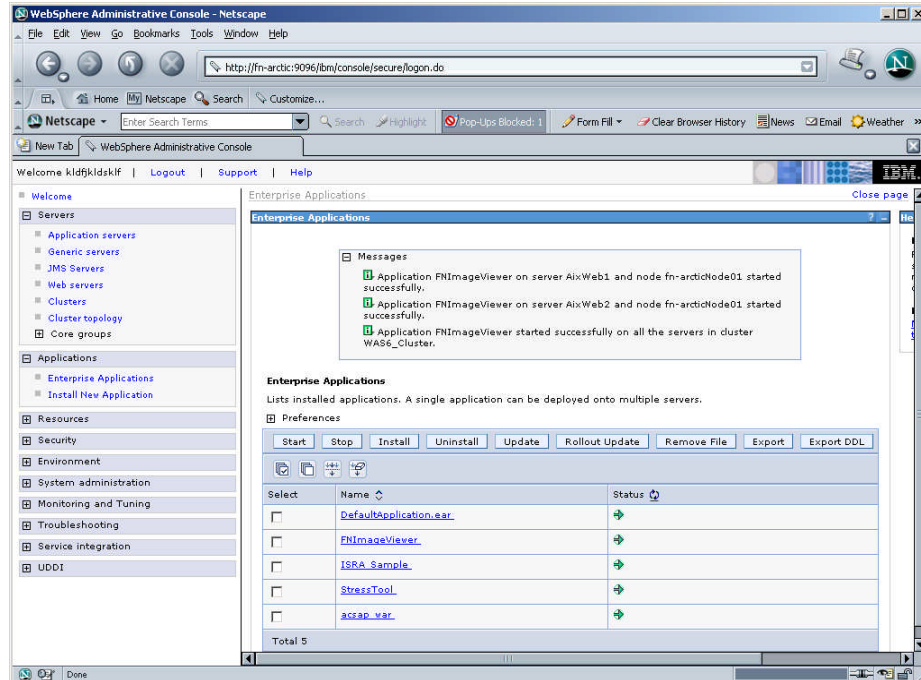 WebSphere Administrative Console - Netscape
File Edit View Go Bookmarks Tools Window Help
http://fn-arctic:9096/ibm/console/secure/logon.do
Home My Netscape Search Customize...
Netscape Enter Search Terms Search Highlight Pop-Ups Blocked: 1 Form Fill Clear Browser History News Email Weather »
New Tab WebSphere Administrative Console
Welcome kldfjkldsklf | Logout | Support | Help IBM.
Welcome
Servers
Application servers
Generic servers
JMS Servers
Web servers
Clusters
Cluster topology
Core groups
Applications
Enterprise Applications
Install New Application
Resources
Security
Environment
System administration
Monitoring and Tuning
Troubleshooting
Service integration
UDDI
Enterprise Applications Close page
Enterprise Applications ? He
Messages
Application FNImageViewer on server AixWeb1 and node fn-arcticNode01 started
successfully.
Application FNImageViewer on server AixWeb2 and node fn-arcticNode01 started
successfully.
Application FNImageViewer started successfully on all the servers in cluster
WAS6_Cluster.
Enterprise Applications
Lists installed applications. A single application can be deployed onto multiple servers.
Preferences
Start Stop Install Uninstall Update Rollout Update Remove File Export Export DDL
Select Name Status
DefaultApplication.ear
FNImageViewer
ISRA Sample
StressTool
acsap_war
Total 5
Done